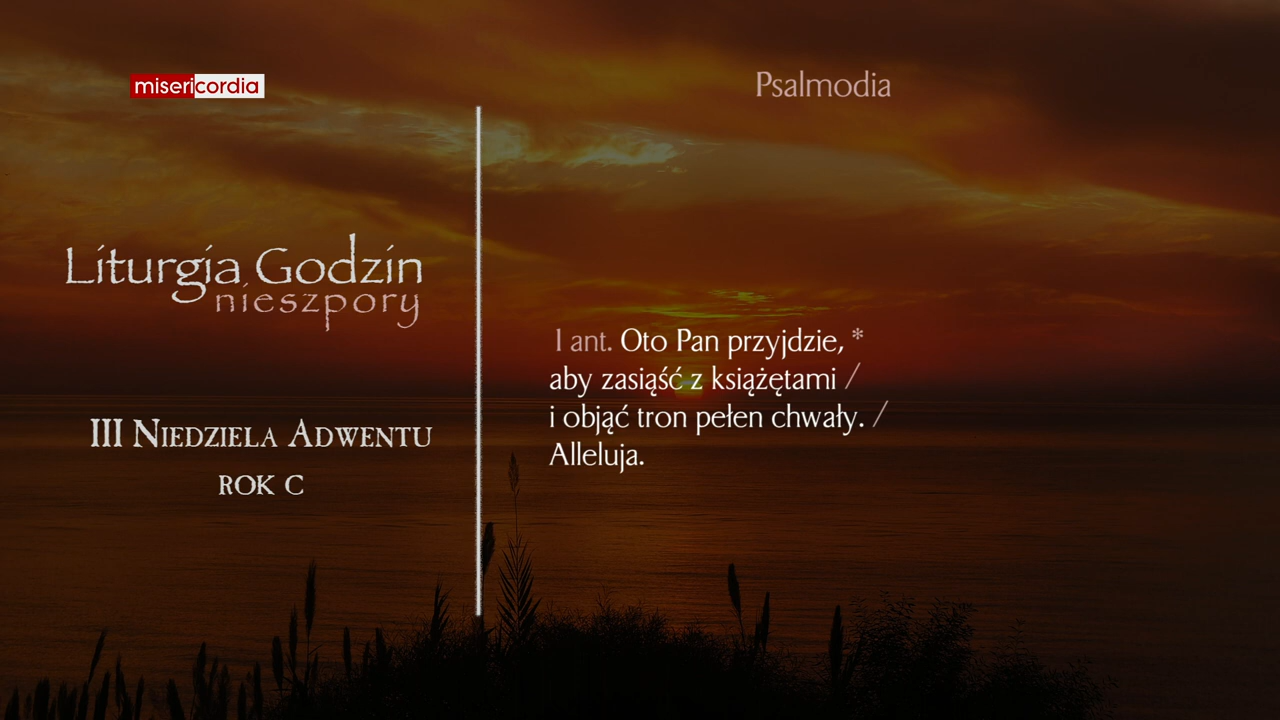 misericordia
Psalmodia
Liturgia Godzin
nieszpory
III Niedziela Adwentu
rok C
1 ant. Oto Pan przyjdzie, *
aby zasiąść z książętami /
i objąć tron pełen chwały. /
Alleluja.